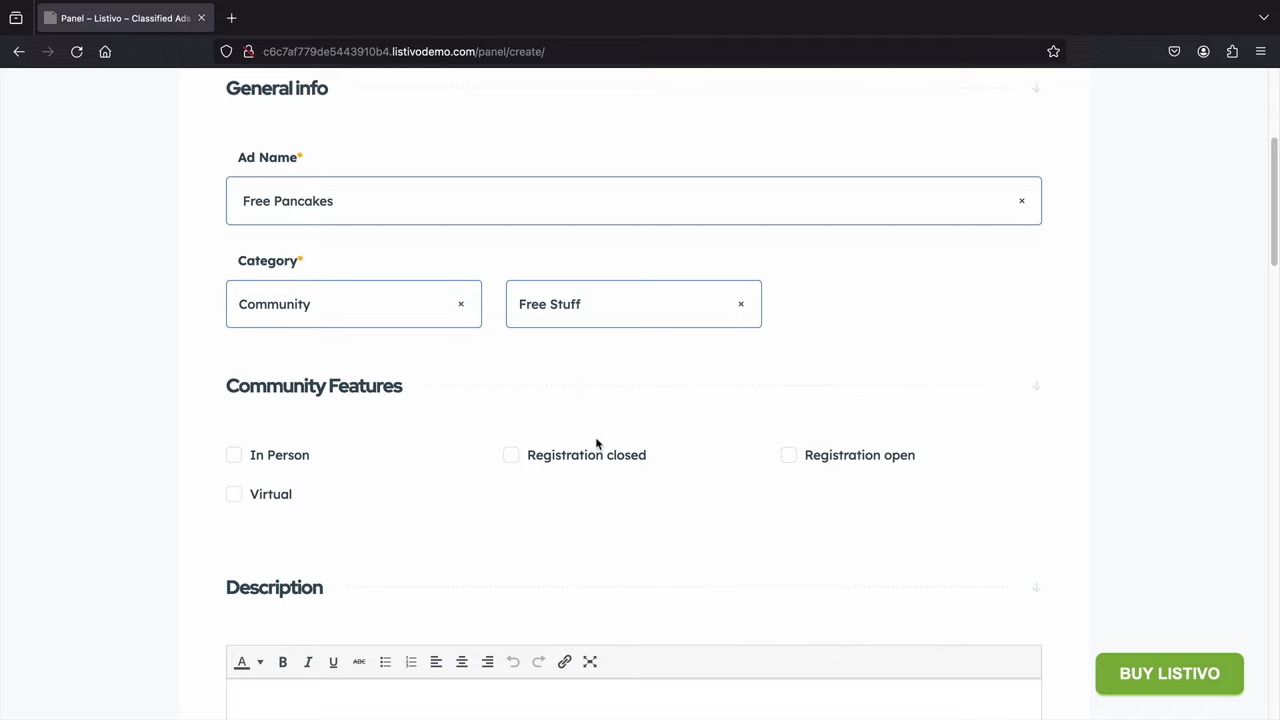 Panel – Listivo – Classified Ads
c6c7af779de5443910b4.listivodemo.com/panel/create/
General info
Ad Name*
Free Pancakes
Category*
Community
Free Stuff
Community Features
In Person
Registration closed
Registration open
Virtual
Description
A B I U ABC
BUY LISTIVO